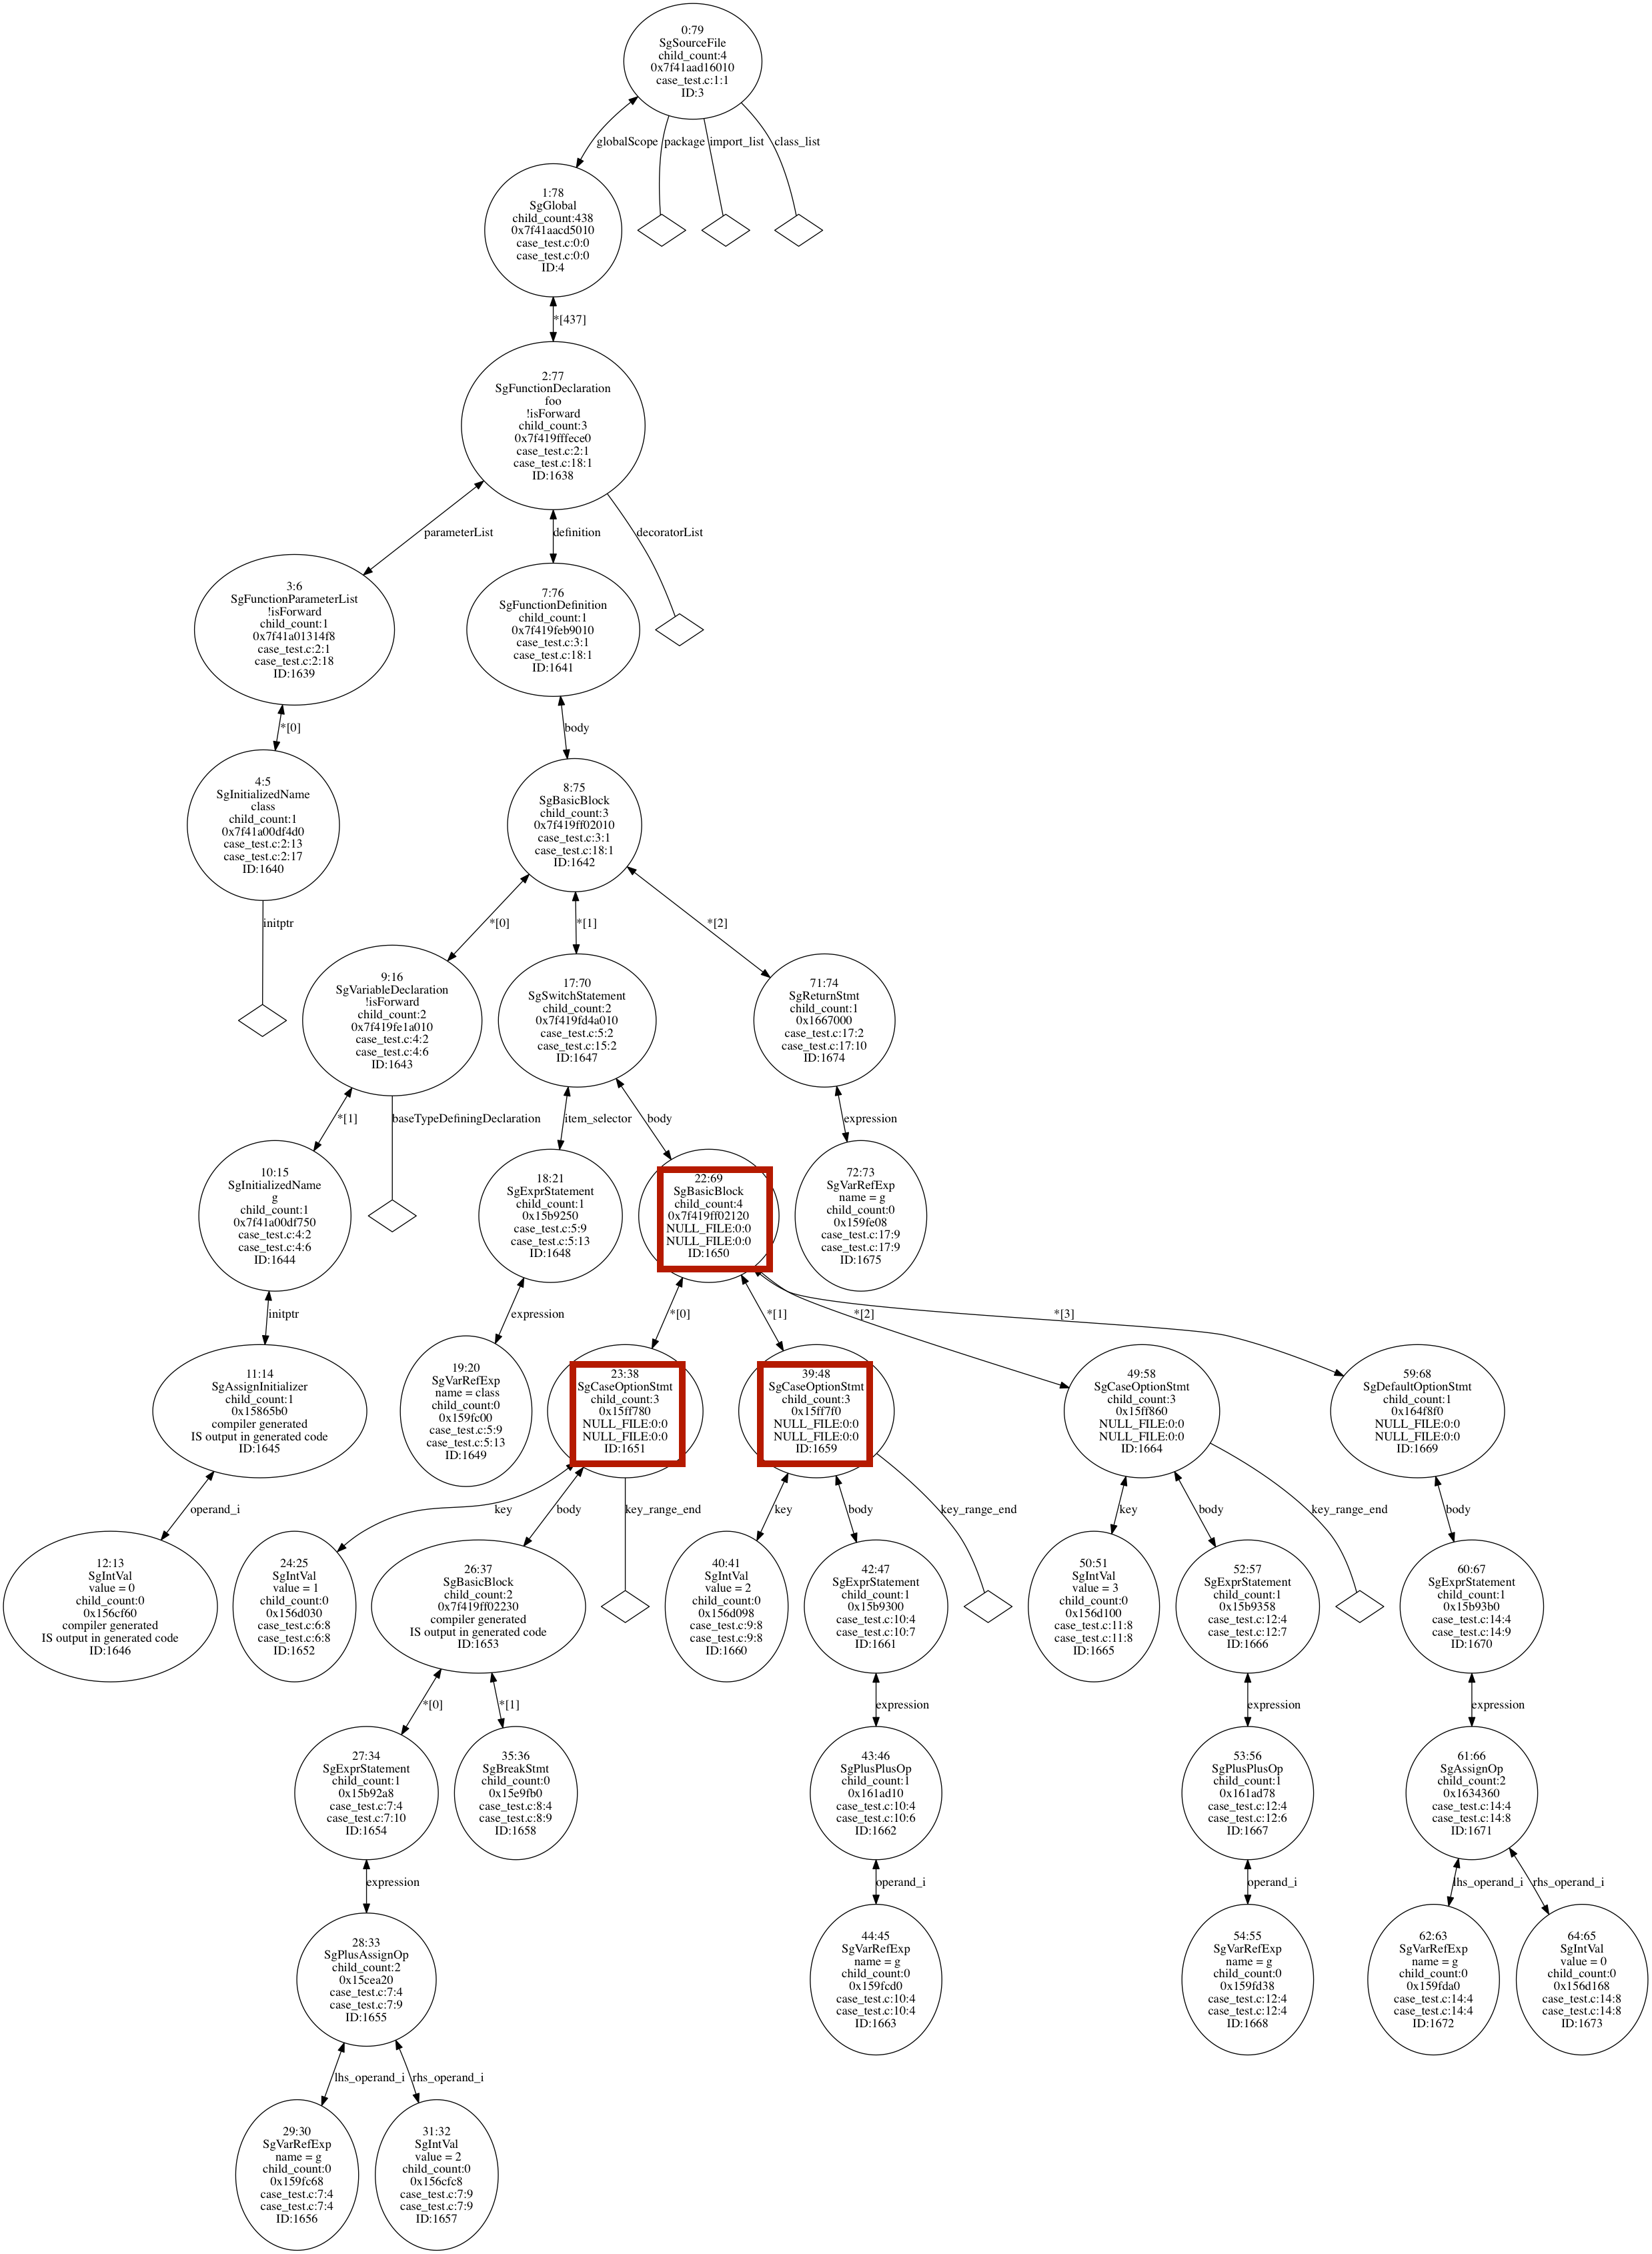 0:79
SgSourceFile
child_count:4
0x7f41aad16010
case_test.c:1:1
ID:3
globalScope
package
import_list
class_list
1:78
SgGlobal
child_count:438
0x7f41aacd5010
case_test.c:0:0
case_test.c:0:0
ID:4
*[437]
2:77
SgFunctionDeclaration
foo
!isForward
child_count:3
0x7f419fffece0
case_test.c:2:1
case_test.c:18:1
ID:1638
parameterList
definition
decoratorList
3:6
SgFunctionParameterList
!isForward
child_count:1
0x7f41a01314f8
case_test.c:2:1
case_test.c:2:18
ID:1639
7:76
SgFunctionDefinition
child_count:1
0x7f419feb9010
case_test.c:3:1
case_test.c:18:1
ID:1641
*[0]
body
4:5
SgInitializedName
class
child_count:1
0x7f41a00df4d0
case_test.c:2:13
case_test.c:2:17
ID:1640
8:75
SgBasicBlock
child_count:3
0x7f419ff02010
case_test.c:3:1
case_test.c:18:1
ID:1642
initptr
*[0]
*[1]
*[2]
9:16
SgVariableDeclaration
!isForward
child_count:2
0x7f419fe1a010
case_test.c:4:2
case_test.c:4:6
ID:1643
17:70
SgSwitchStatement
child_count:2
0x7f419fd4a010
case_test.c:5:2
case_test.c:15:2
ID:1647
71:74
SgReturnStmt
child_count:1
0x1667000
case_test.c:17:2
case_test.c:17:10
ID:1674
*[1]
baseTypeDefiningDeclaration
item_selector
body
expression
10:15
SgInitializedName
g
child_count:1
0x7f41a00df750
case_test.c:4:2
case_test.c:4:6
ID:1644
18:21
SgExprStatement
child_count:1
0x15b9250
case_test.c:5:9
case_test.c:5:13
ID:1648
22:69
SgBasicBlock
child_count:4
0x7f419ff02120
NULL_FILE:0:0
NULL_FILE:0:0
ID:1650
72:73
SgVarRefExp
name = g
child_count:0
0x159fe08
case_test.c:17:9
case_test.c:17:9
ID:1675
initptr
expression
*[0]
*[1]
*[2]
*[3]
11:14
SgAssignInitializer
child_count:1
0x15865b0
compiler generated
IS output in generated code
ID:1645
19:20
SgVarRefExp
name = class
child_count:0
0x159fc00
case_test.c:5:9
case_test.c:5:13
ID:1649
23:38
SgCaseOptionStmt
child_count:3
0x15ff780
NULL_FILE:0:0
NULL_FILE:0:0
ID:1651
39:48
SgCaseOptionStmt
child_count:3
0x15ff7f0
NULL_FILE:0:0
NULL_FILE:0:0
ID:1659
49:58
SgCaseOptionStmt
child_count:3
0x15ff860
NULL_FILE:0:0
NULL_FILE:0:0
ID:1664
59:68
SgDefaultOptionStmt
child_count:1
0x164f8f0
NULL_FILE:0:0
NULL_FILE:0:0
ID:1669
operand_i
key
body
key_range_end
key
body
key_range_end
key
body
key_range_end
body
12:13
SgIntVal
value = 0
child_count:0
0x156cf60
compiler generated
IS output in generated code
ID:1646
24:25
SgIntVal
value = 1
child_count:0
0x156d030
case_test.c:6:8
case_test.c:6:8
ID:1652
26:37
SgBasicBlock
child_count:2
0x7f419ff02230
compiler generated
IS output in generated code
ID:1653
40:41
SgIntVal
value = 2
child_count:0
0x156d098
case_test.c:9:8
case_test.c:9:8
ID:1660
42:47
SgExprStatement
child_count:1
0x15b9300
case_test.c:10:4
case_test.c:10:7
ID:1661
50:51
SgIntVal
value = 3
child_count:0
0x156d100
case_test.c:11:8
case_test.c:11:8
ID:1665
52:57
SgExprStatement
child_count:1
0x15b9358
case_test.c:12:4
case_test.c:12:7
ID:1666
60:67
SgExprStatement
child_count:1
0x15b93b0
case_test.c:14:4
case_test.c:14:9
ID:1670
*[0]
*[1]
expression
expression
expression
27:34
SgExprStatement
child_count:1
0x15b92a8
case_test.c:7:4
case_test.c:7:10
ID:1654
35:36
SgBreakStmt
child_count:0
0x15e9fb0
case_test.c:8:4
case_test.c:8:9
ID:1658
43:46
SgPlusPlusOp
child_count:1
0x161ad10
case_test.c:10:4
case_test.c:10:6
ID:1662
53:56
SgPlusPlusOp
child_count:1
0x161ad78
case_test.c:12:4
case_test.c:12:6
ID:1667
61:66
SgAssignOp
child_count:2
0x1634360
case_test.c:14:4
case_test.c:14:8
ID:1671
expression
operand_i
operand_i
lhs_operand_i
rhs_operand_i
28:33
SgPlusAssignOp
child_count:2
0x15cea20
case_test.c:7:4
case_test.c:7:9
ID:1655
44:45
SgVarRefExp
name = g
child_count:0
0x159fcd0
case_test.c:10:4
case_test.c:10:4
ID:1663
54:55
SgVarRefExp
name = g
child_count:0
0x159fd38
case_test.c:12:4
case_test.c:12:4
ID:1668
62:63
SgVarRefExp
name = g
child_count:0
0x159fda0
case_test.c:14:4
case_test.c:14:4
ID:1672
64:65
SgIntVal
value = 0
child_count:0
0x156d168
case_test.c:14:8
case_test.c:14:8
ID:1673
lhs_operand_i
rhs_operand_i
29:30
SgVarRefExp
name = g
child_count:0
0x159fc68
case_test.c:7:4
case_test.c:7:4
ID:1656
31:32
SgIntVal
value = 2
child_count:0
0x156cfc8
case_test.c:7:9
case_test.c:7:9
ID:1657